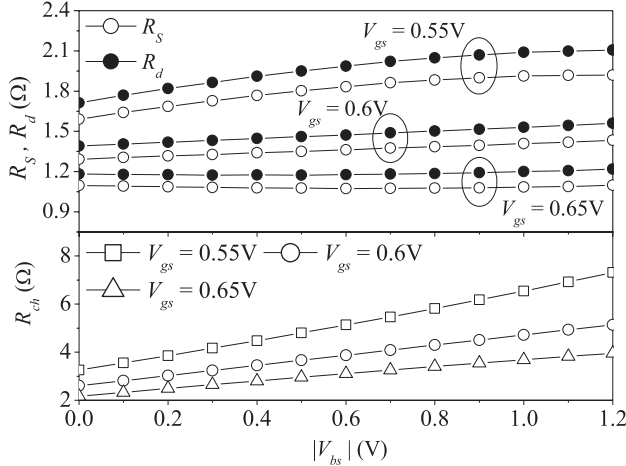 R_S
R_d
V_gs = 0.55V
V_gs = 0.6V
V_gs = 0.65V
2.4
2.1
1.8
1.5
1.2
0.9
R_S , R_d (Ω)
V_gs = 0.55V
V_gs = 0.6V
V_gs = 0.65V
8
6
4
2
R_ch (Ω)
0.0 0.2 0.4 0.6 0.8 1.0 1.2
|V_bs| (V)